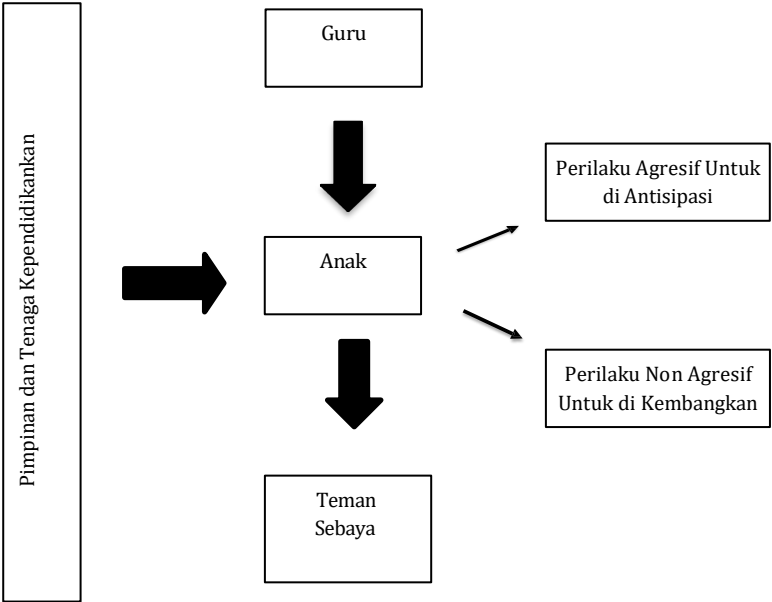 Pimpinan dan Tenaga Kependidikankan
Guru
Anak
Teman
Sebaya
Perilaku Agresif Untuk
di Antisipasi
Perilaku Non Agresif
Untuk di Kembangkan